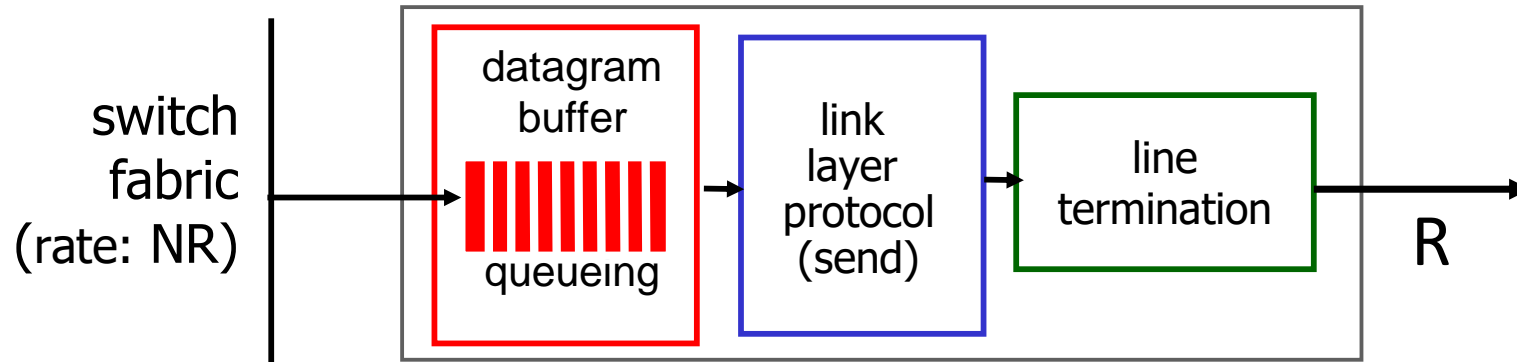 switch
fabric
(rate: NR)
datagram
buffer
queueing
link
layer
protocol
(send)
line
termination
R